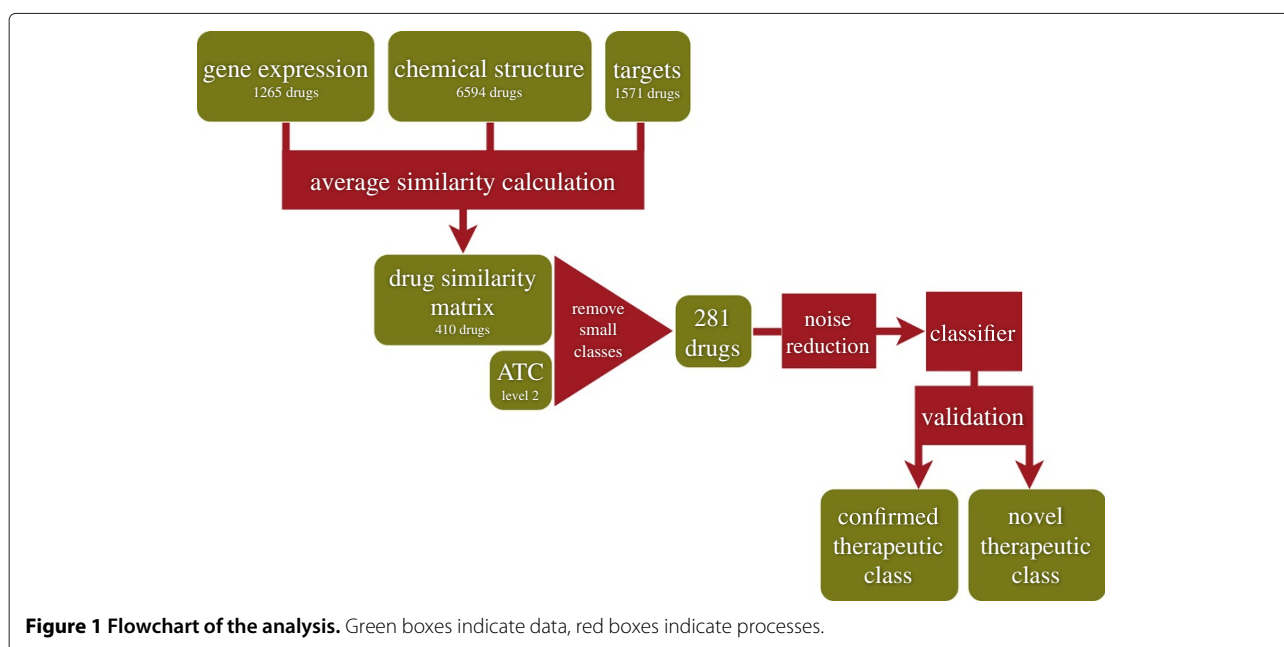 gene expression
1265 drugs
chemical structure
6594 drugs
targets
1571 drugs
average similarity calculation
drug similarity
matrix
410 drugs
ATC
level 2
remove
small
classes
281
drugs
noise
reduction
classifier
validation
confirmed
therapeutic
class
novel
therapeutic
class
Figure 1 Flowchart of the analysis. Green boxes indicate data, red boxes indicate processes.